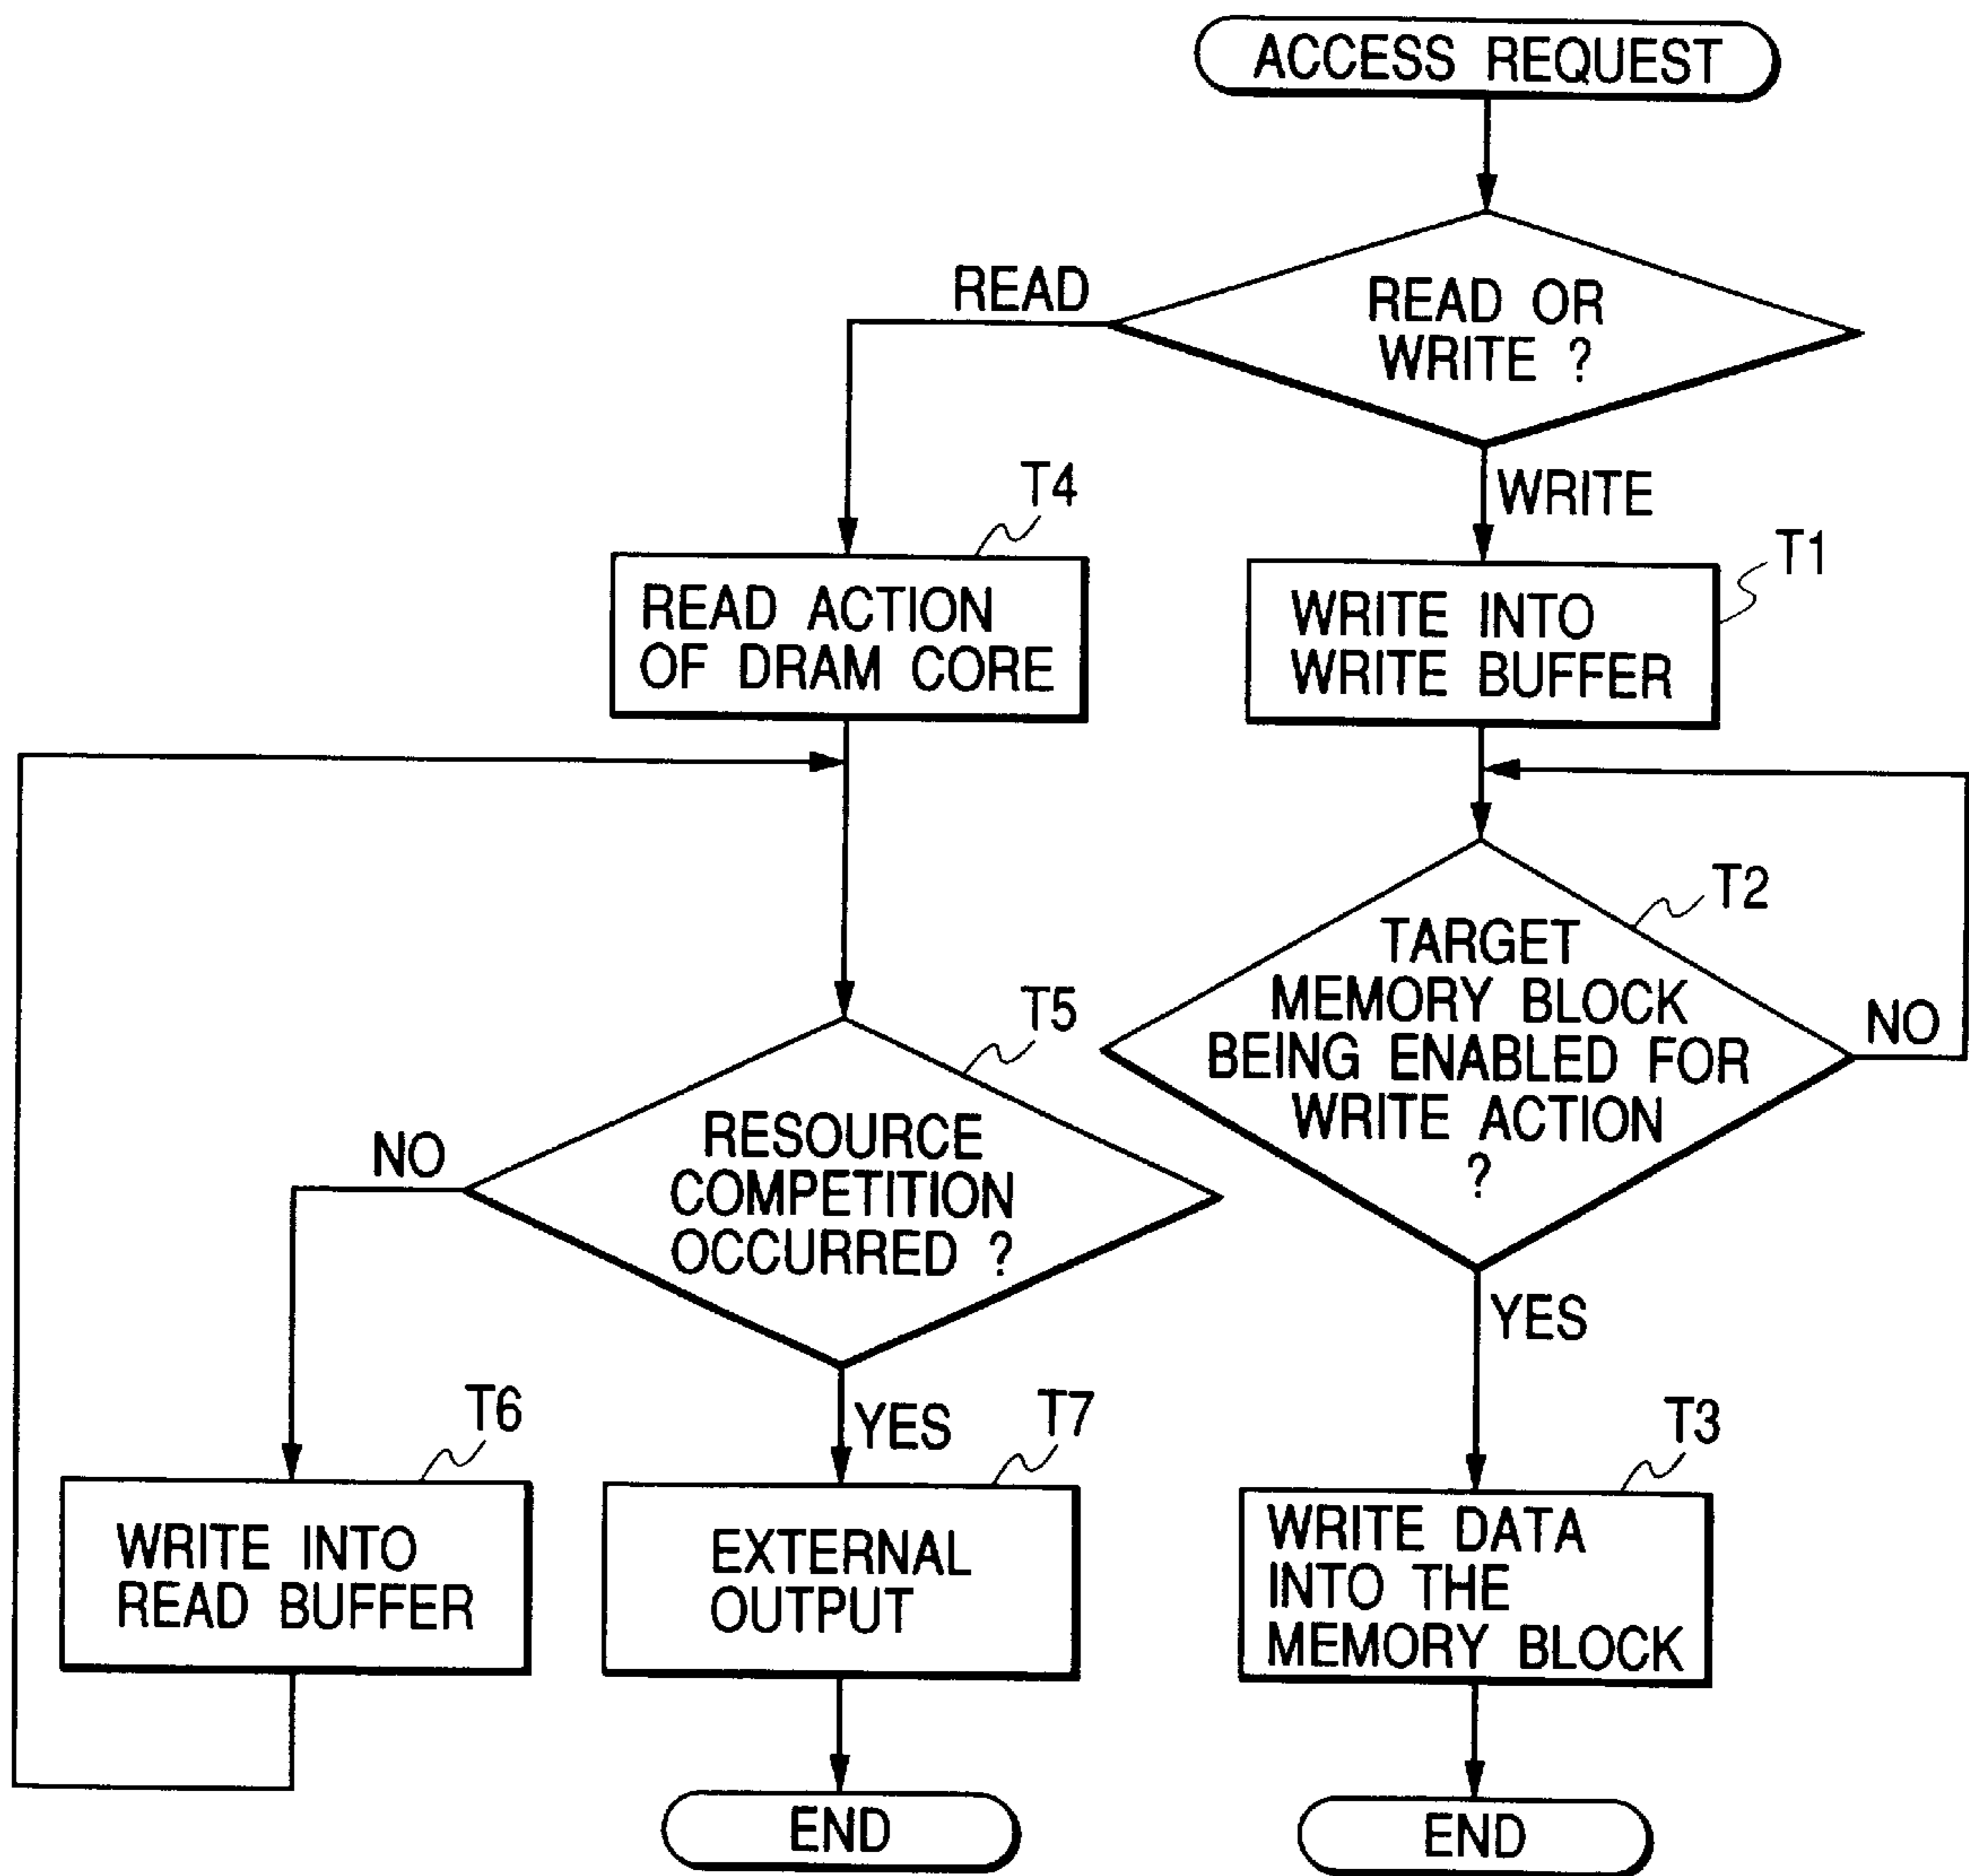 ACCESS REQUEST
READ
READ OR
WRITE ?
WRITE
T4
READ ACTION
OF DRAM CORE
T1
WRITE INTO
WRITE BUFFER
T2
TARGET
MEMORY BLOCK
BEING ENABLED FOR
WRITE ACTION
?
NO
YES
T5
RESOURCE
COMPETITION
OCCURRED ?
NO
YES
T6
WRITE INTO
READ BUFFER
T7
EXTERNAL
OUTPUT
T3
WRITE DATA
INTO THE
MEMORY BLOCK
END
END